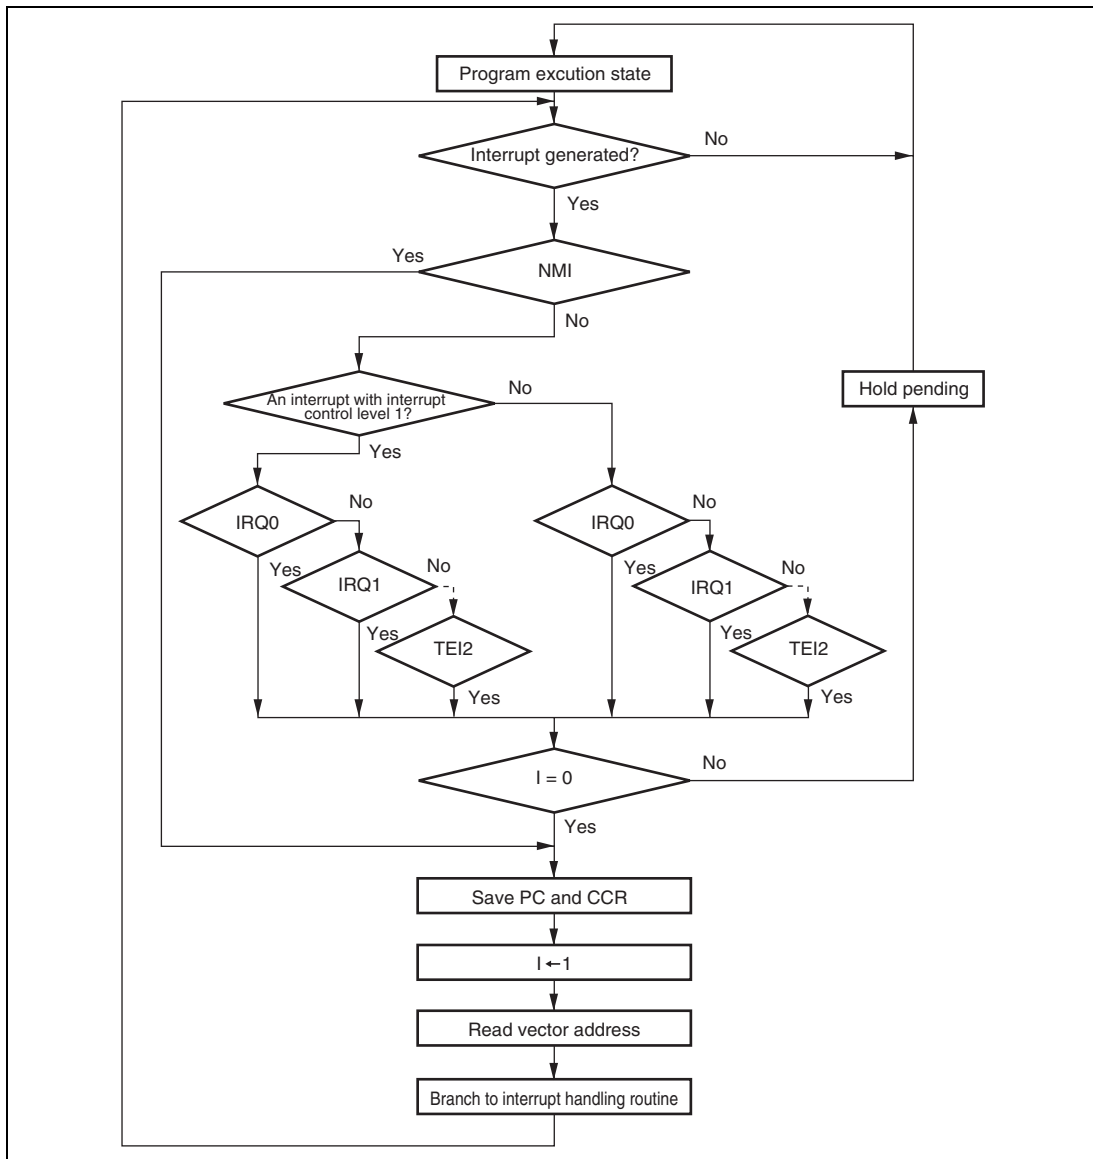 Program excution state
Interrupt generated?
No
Yes
Yes
NMI
No
Hold pending
An interrupt with interrupt
control level 1?
No
Yes
IRQ0
No
IRQ0
No
Yes
IRQ1
No
Yes
IRQ1
No
Yes
TEI2
Yes
TEI2
Yes
Yes
I = 0
No
Yes
Save PC and CCR
I ←1
Read vector address
Branch to interrupt handling routine